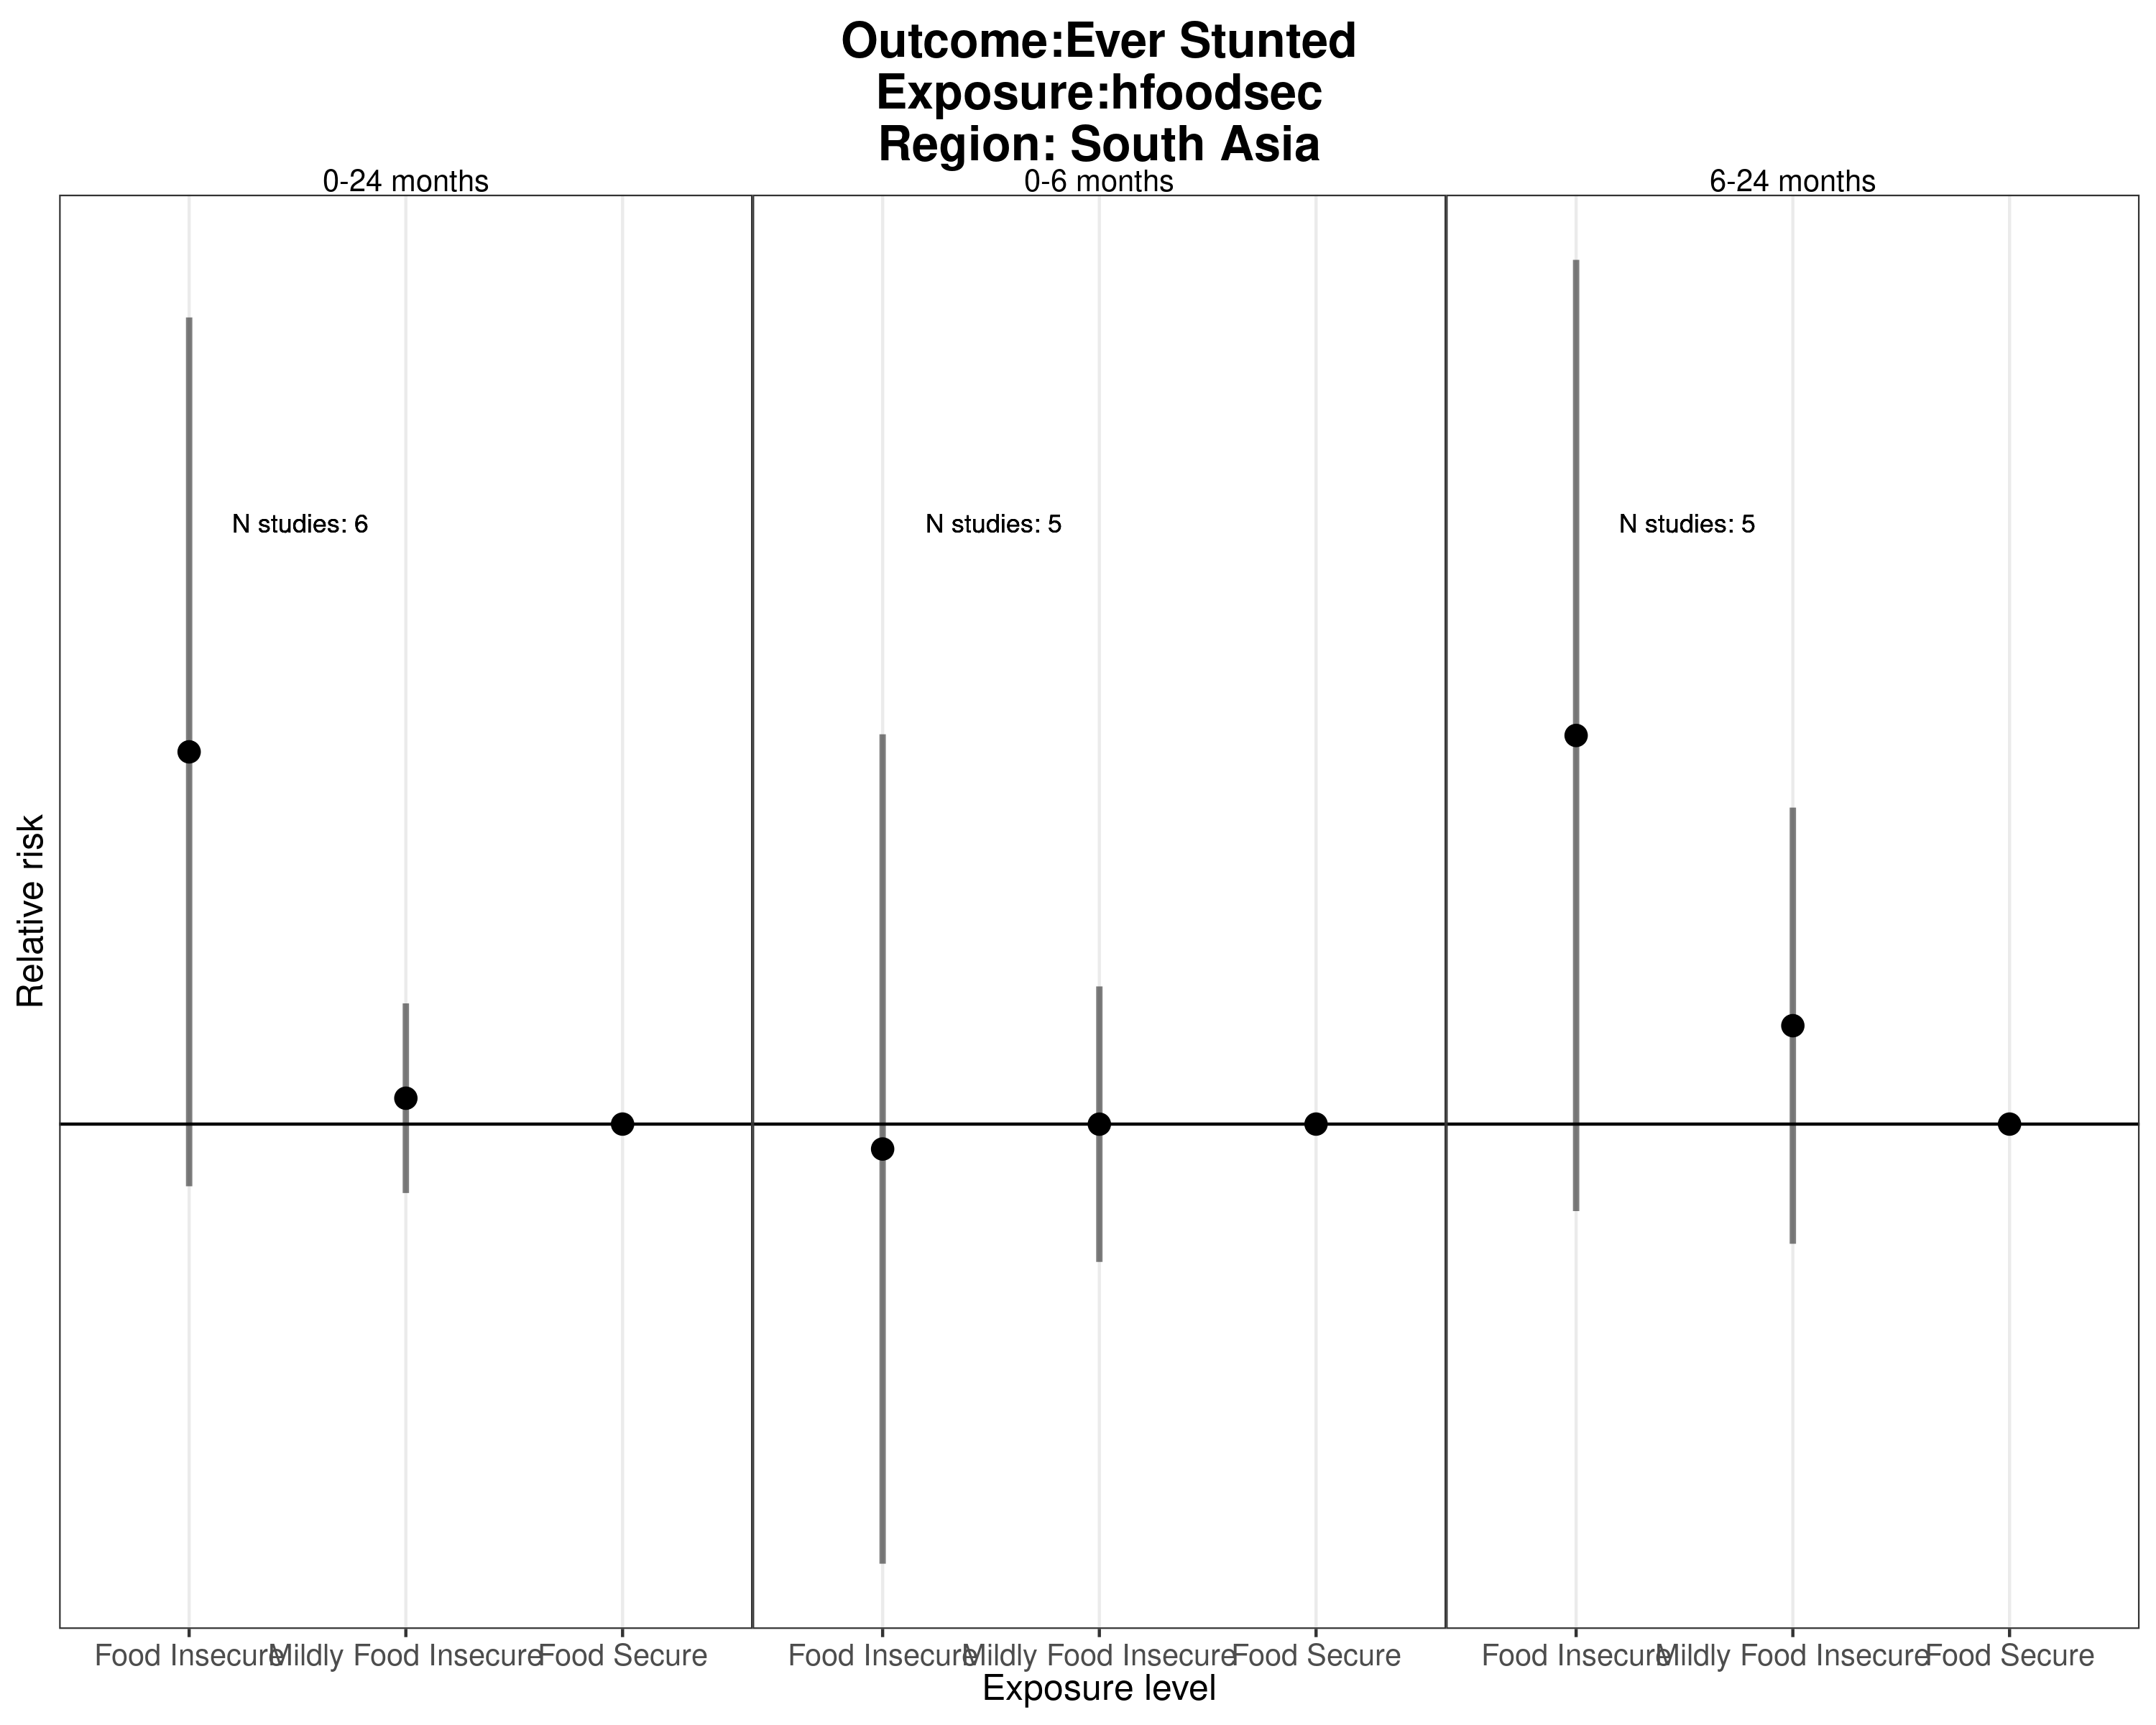 Outcome:Ever Stunted
Exposure:hfoodsec
Region: South Asia
0-24 months
0-6 months
6-24 months
N studies: 6
N studies: 5
N studies: 5
Relative risk
Food Insecure Mildly Food Insecure Food Secure
Food Insecure Mildly Food Insecure Food Secure
Food Insecure Mildly Food Insecure Food Secure
Exposure level